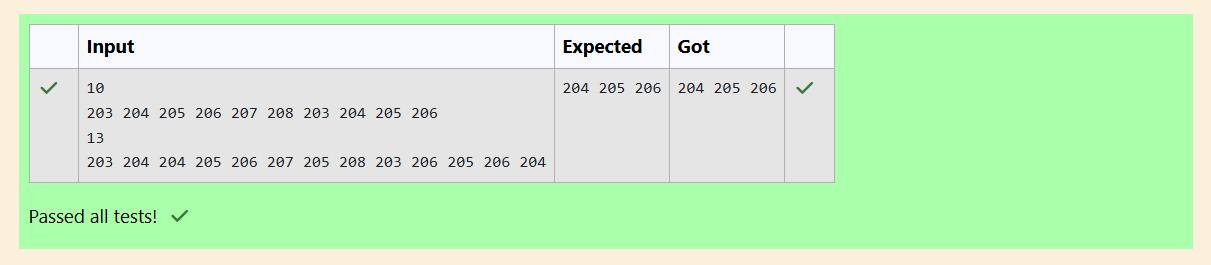 Input Expected Got
10 204 205 206 204 205 206
203 204 205 206 207 208 203 204 205 206
13
203 204 204 205 206 207 205 208 203 206 205 206 204
Passed all tests!